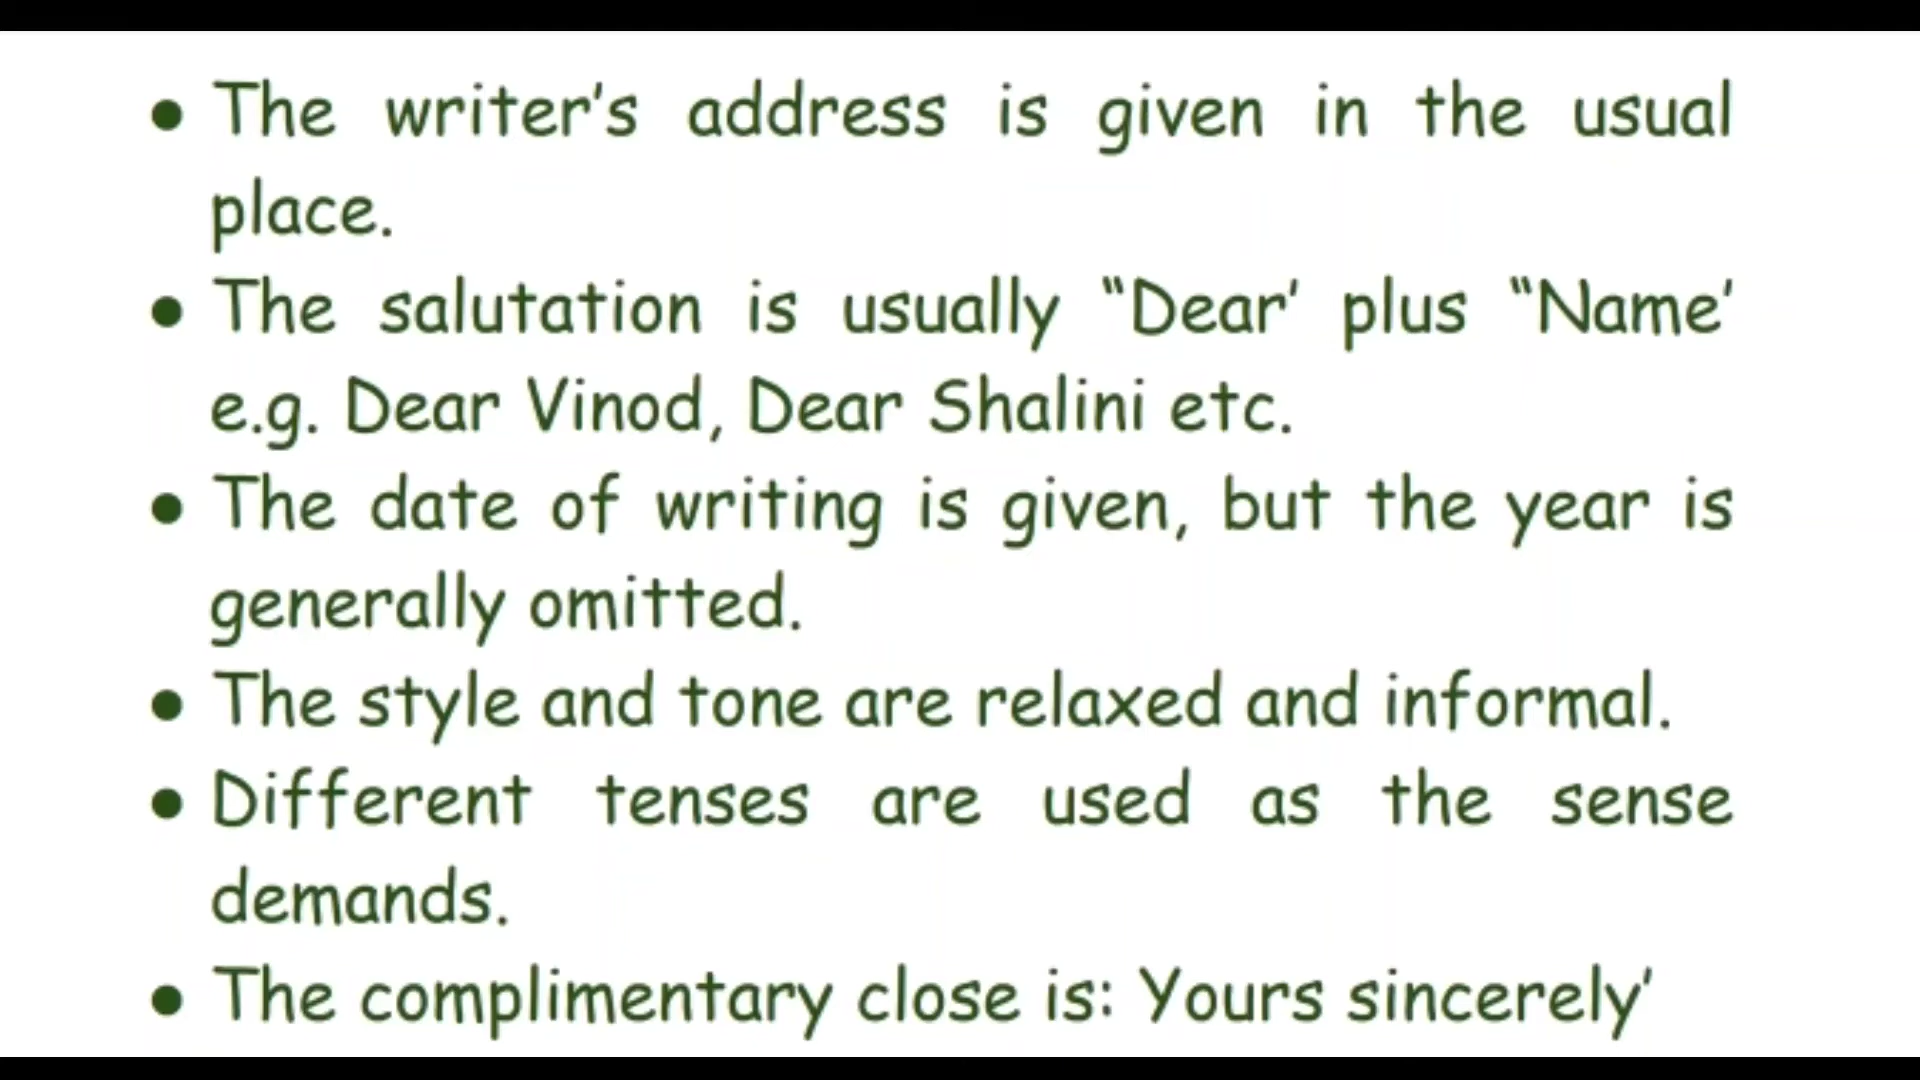 ● The writer's address is given in the usual
place.
● The salutation is usually “Dear’ plus “Name’
e.g. Dear Vinod, Dear Shalini etc.
● The date of writing is given, but the year is
generally omitted.
● The style and tone are relaxed and informal.
● Different tenses are used as the sense
demands.
● The complimentary close is: Yours sincerely’